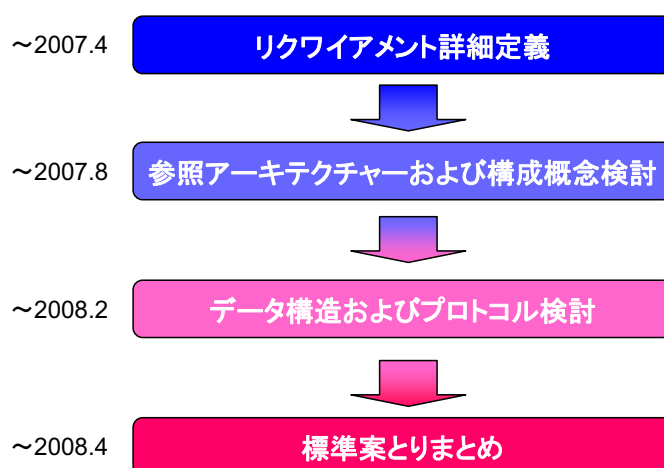 ～2007.4 リクワイアメント詳細定義
～2007.8 参照アーキテクチャーおよび構成概念検討
～2008.2 データ構造およびプロトコル検討
～2008.4 標準案とりまとめ